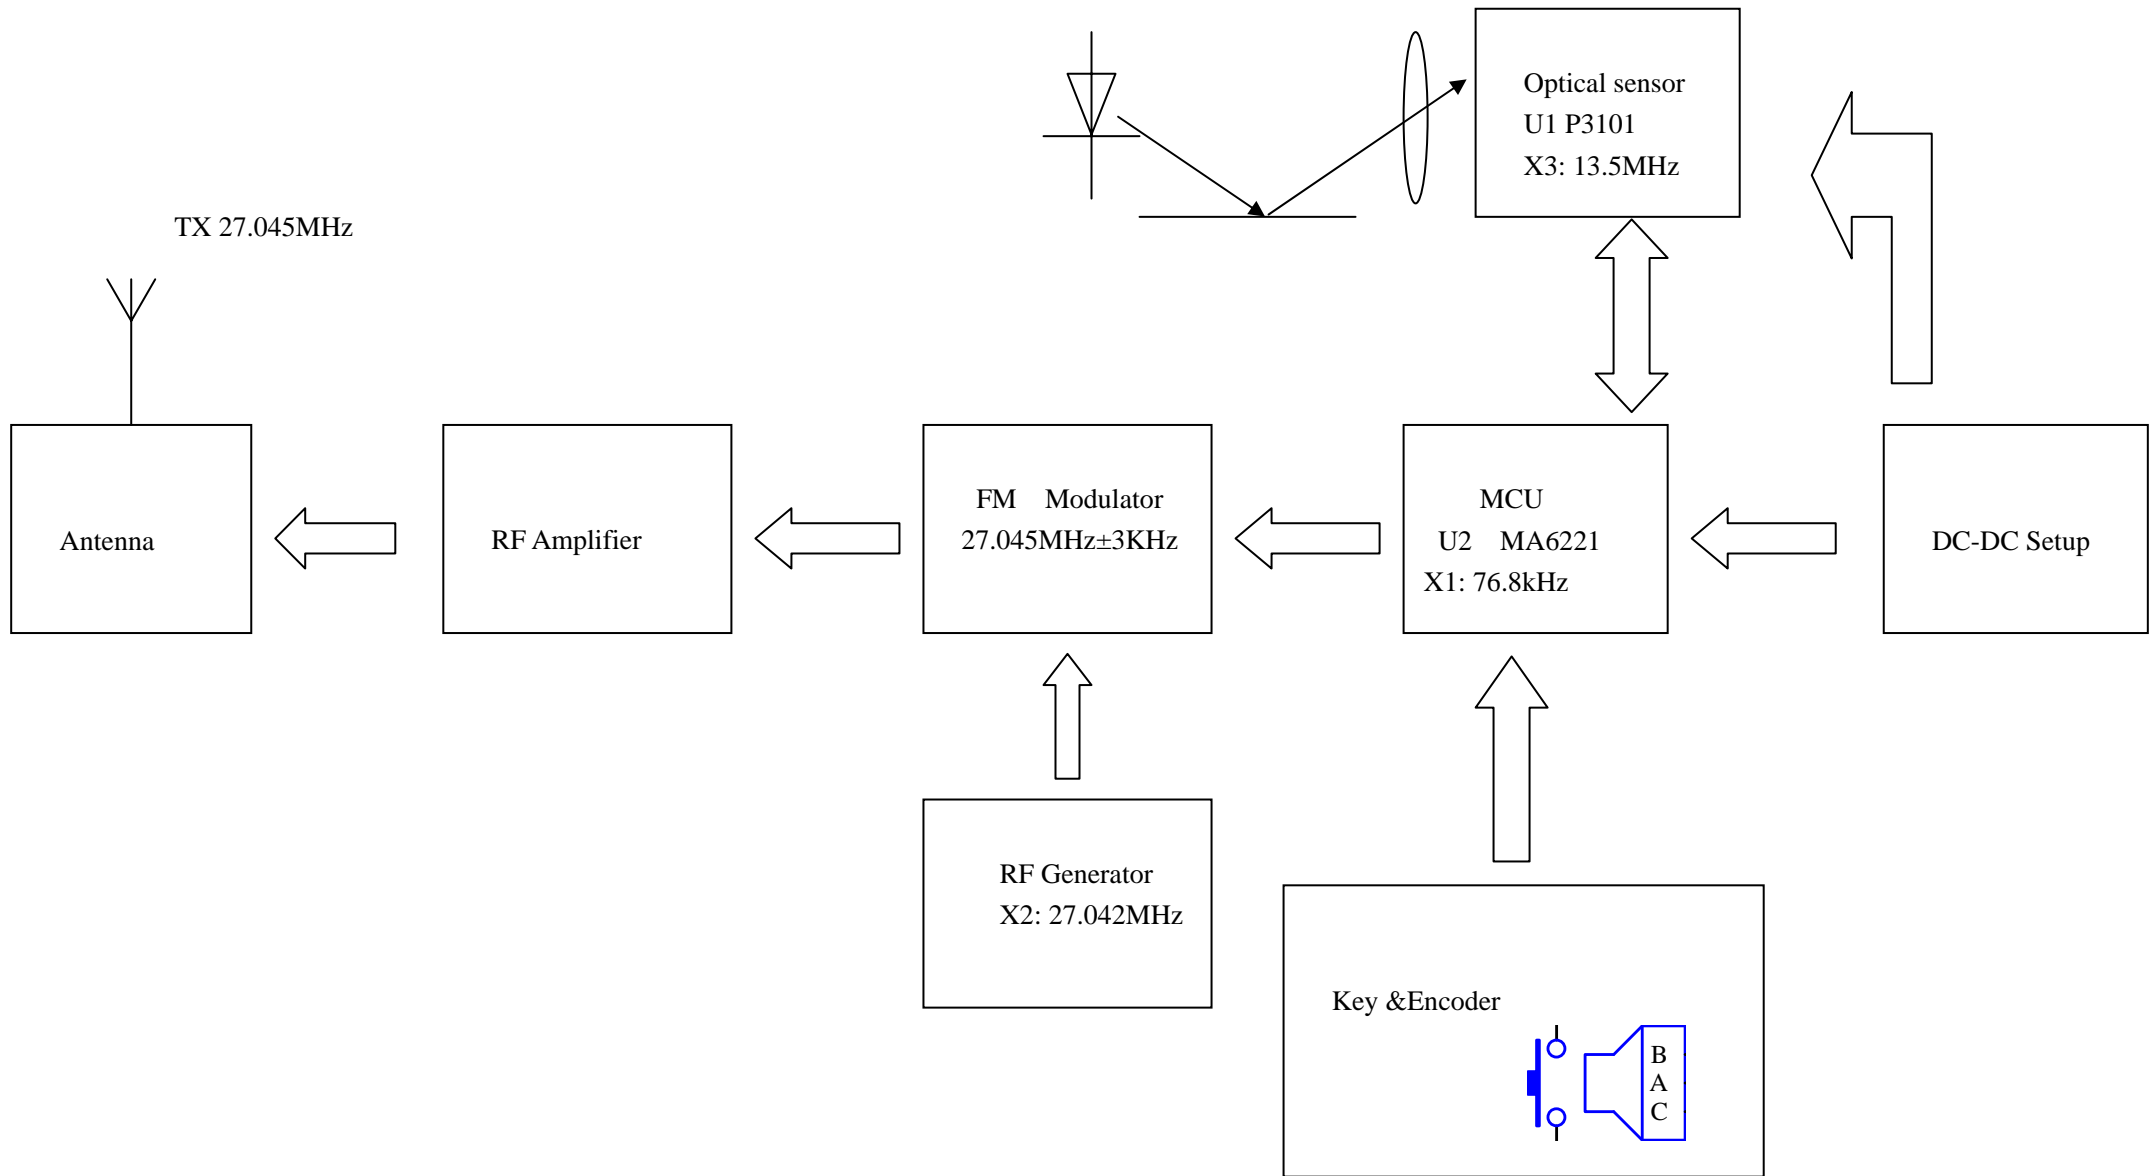 Optical sensor
U1 P3101
X3: 13.5MHz
TX 27.045MHz
Antenna
RF Amplifier
FM Modulator
27.045MHz±3KHz
MCU
U2 MA6221
X1: 76.8kHz
DC-DC Setup
RF Generator
X2: 27.042MHz
Key &Encoder
B
A
C